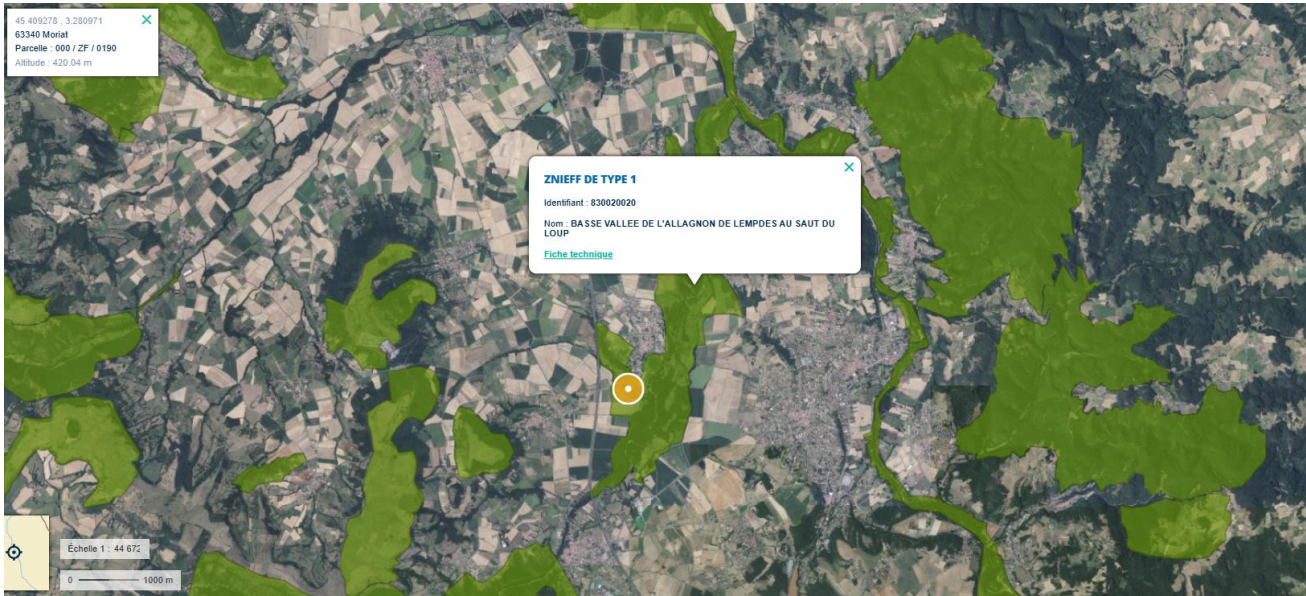 45.409278 , 3.280971
63340 Moriat
Parcelle : 000 / ZF / 0190
Altitude : 420.04 m
ZNIEFF DE TYPE 1
Identifiant : 830020020
Nom : BASSE VALLEE DE L'ALLAGNON DE LEMPDES AU SAUT DU
LOUP
Fiche technique
Échelle 1 : 44 672
0 1000 m